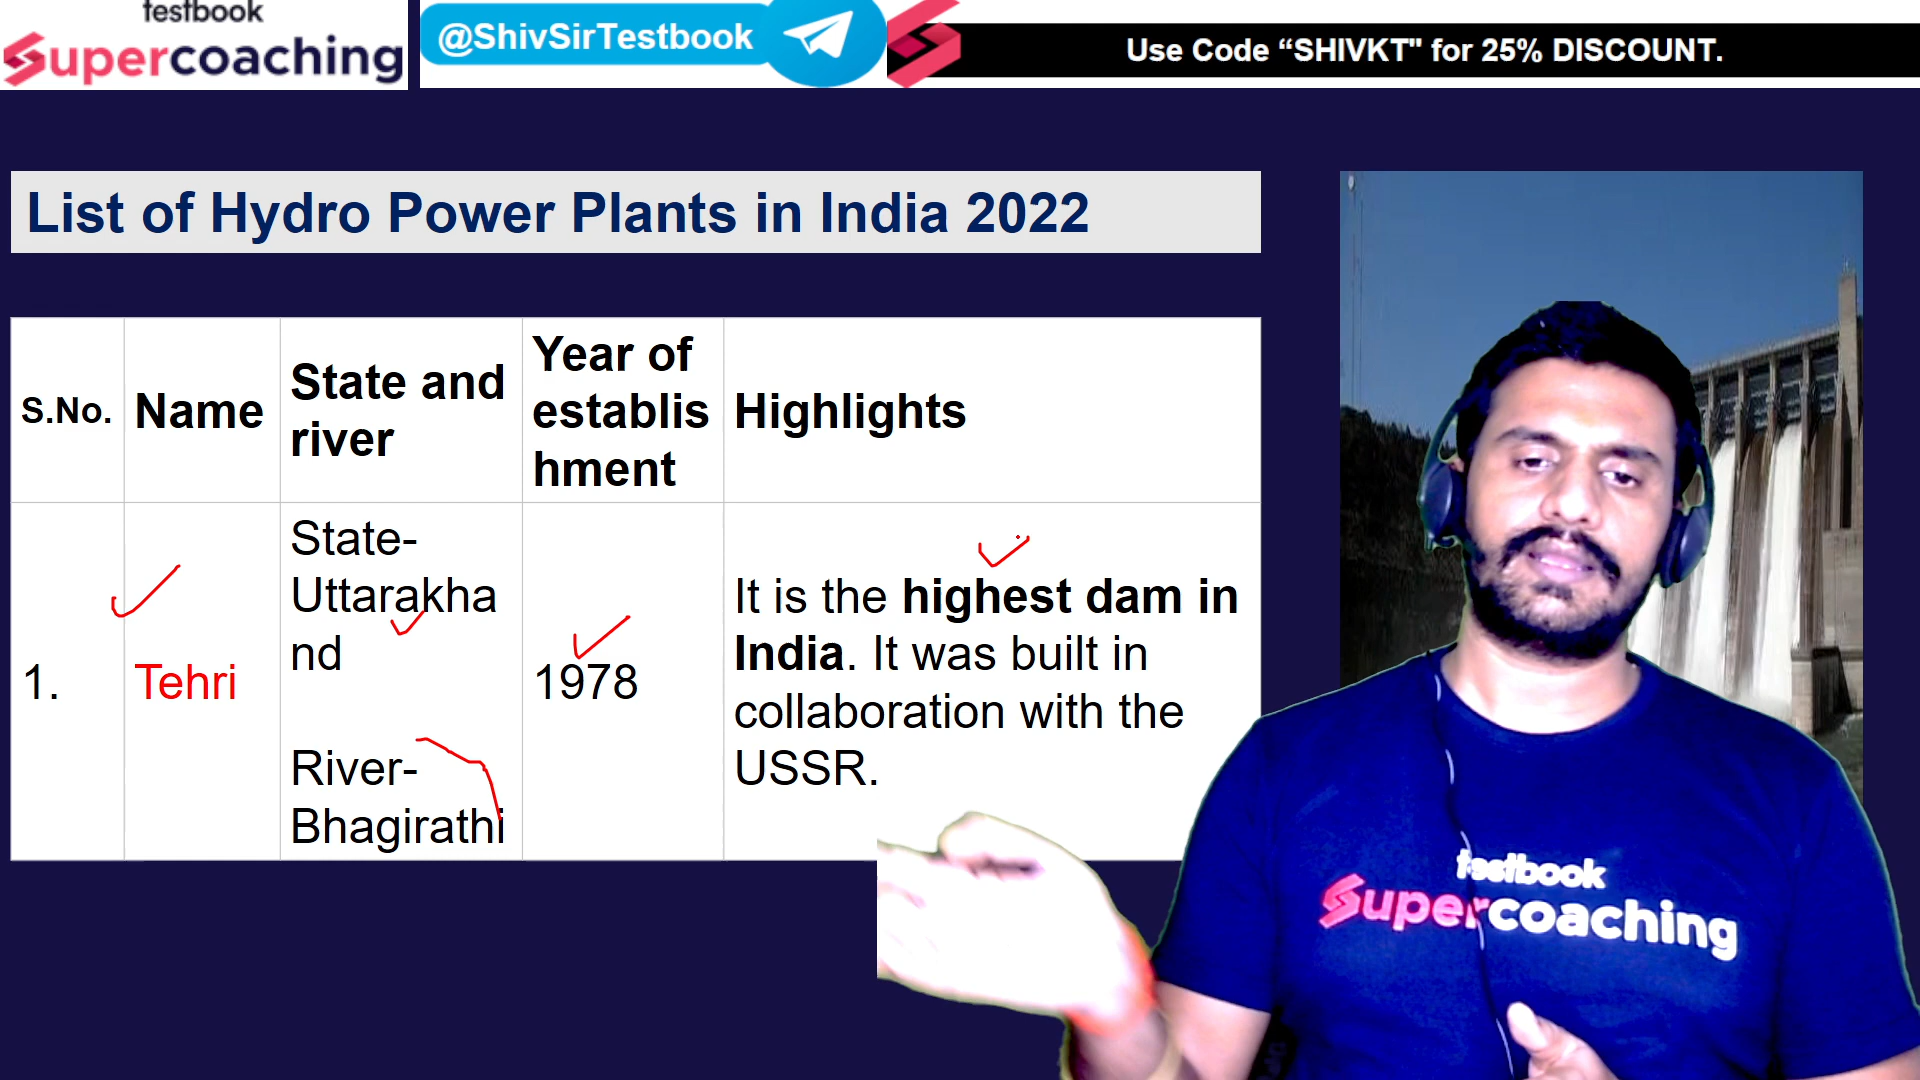 testbook
Supercoaching
@ShivSirTestbook
Use Code “SHIVKT" for 25% DISCOUNT.
List of Hydro Power Plants in India 2022
S.No.
Name
State and
river
Year of
establis
hment
Highlights
1.
Tehri
State-
Uttarakha
nd
River-
Bhagirathi
1978
It is the highest dam in
India. It was built in
collaboration with the
USSR.
testbook
Supercoaching